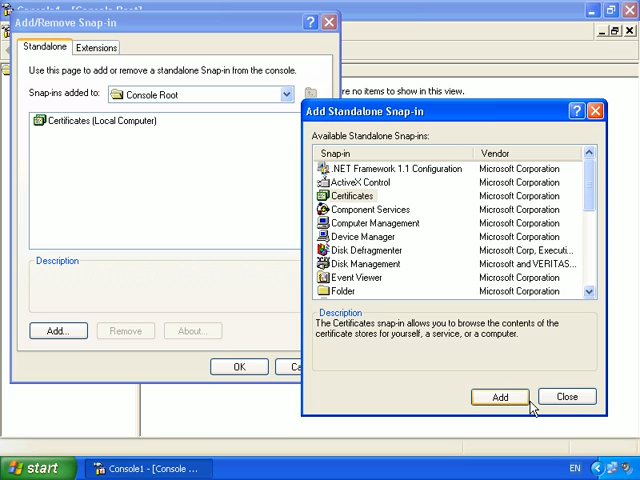 Console1 - [Console Root]
Add/Remove Snap-in
Standalone
Extensions
Use this page to add or remove a standalone Snap-in from the console.
Snap-ins added to:
Console Root
Certificates (Local Computer)
Description
Add...
Remove
About...
OK
Ca
re no items to show in this view.
Add Standalone Snap-in
Available Standalone Snap-ins:
Snap-in Vendor
.NET Framework 1.1 Configuration Microsoft Corporation
ActiveX Control Microsoft Corporation
Certificates Microsoft Corporation
Component Services Microsoft Corporation
Computer Management Microsoft Corporation
Device Manager Microsoft Corporation
Disk Defragmenter Microsoft Corp, Executi...
Disk Management Microsoft and VERITAS...
Event Viewer Microsoft Corporation
Folder Microsoft Corporation
Description
The Certificates snap-in allows you to browse the contents of the
certificate stores for yourself, a service, or a computer.
Add
Close
start
Console1 - [Console ...
EN